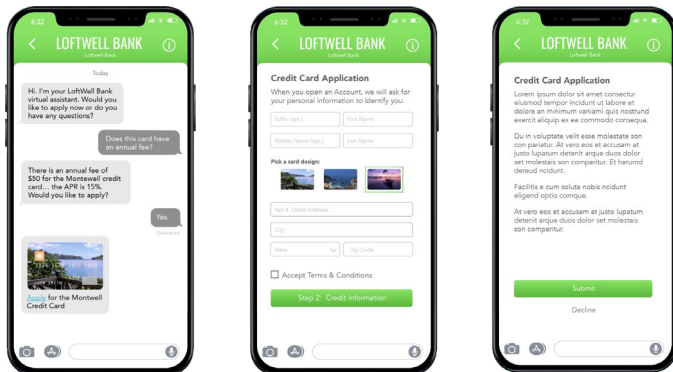 6:32
LOFTWELL BANK
Loftwell Bank
Today
Hi. I'm your LoftWell Bank
virtual assistant. Would you
like to apply now or do you
have any questions?
Does this card have
an annual fee?
There is an annual fee of
$50 for the Montewell credit
card... the APR is 15%.
Would you like to apply?
Yes.
Delivered
JOHN SMITH
Apply for the Montwell
Credit Card
6:32
LOFTWELL BANK
Loftwell Bank
Credit Card Application
When you open an Account, we will ask for
your personal information to identify you.
Suffix (opt.)
First Name
Middle Name (opt.)
Last Name
Pick a card design:
Apt #, Street Address
City
State
Zip Code
Accept Terms & Conditions
Step 2: Credit Information
6:32
LOFTWELL BANK
Loftwell Bank
Credit Card Application
Lorem ipsum dolor sit amet consectur
eiusmod tempor incidunt ut labore et
dolore an minimum vaniami quis nostrund
exercit aliquip ex ea commodo consequa.
Du in voluptate velit esse molestate son
con pariatur. At vero eos et accusam at
justo lupatum detenit arque duos dolor
set molestais son comparitur. Et harumd
dereud ncidunt.
Facilitis e cum soluta nobis ncidunt
eligend optio comque.
At vero eos et accusam at justo lupatum
detenit arque duos dolor set molestais
son comparitur.
Submit
Decline